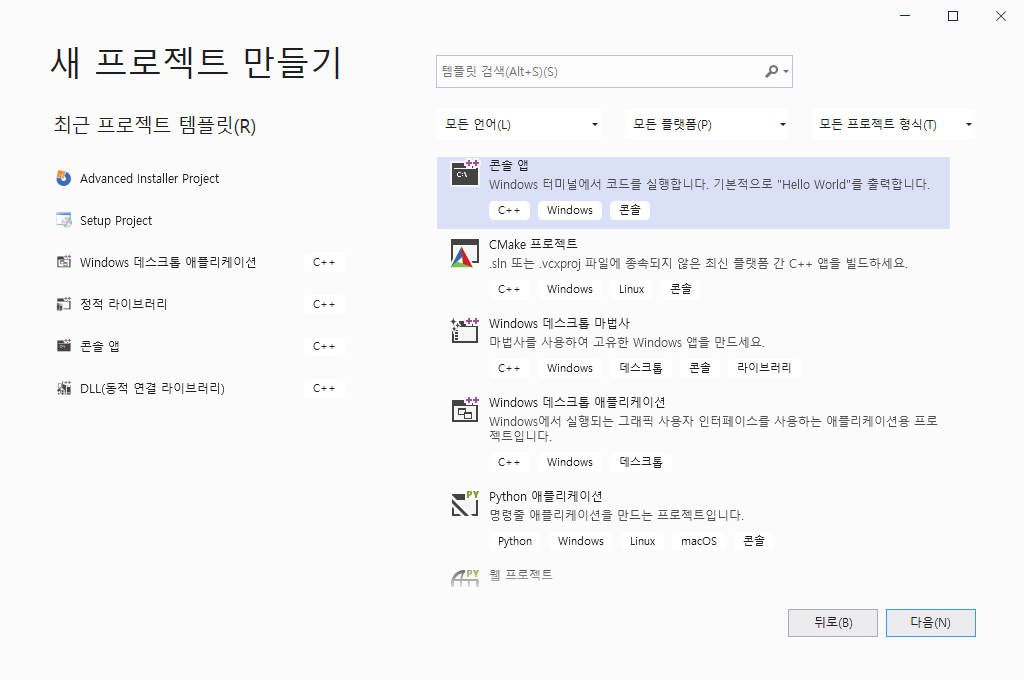 새 프로젝트 만들기
최근 프로젝트 템플릿(R)
Advanced Installer Project
Setup Project
Windows 데스크톱 애플리케이션 C++
정적 라이브러리 C++
콘솔 앱 C++
DLL(동적 연결 라이브러리) C++
템플릿 검색(Alt+S)(S)
모든 언어(L) 모든 플랫폼(P) 모든 프로젝트 형식(T)
콘솔 앱
Windows 터미널에서 코드를 실행합니다. 기본적으로 "Hello World"를 출력합니다.
C++ Windows 콘솔
CMake 프로젝트
.sln 또는 .vcxproj 파일에 종속되지 않은 최신 플랫폼 간 C++ 앱을 빌드하세요.
C++ Windows Linux 콘솔
Windows 데스크톱 마법사
마법사를 사용하여 고유한 Windows 앱을 만드세요.
C++ Windows 데스크톱 콘솔 라이브러리
Windows 데스크톱 애플리케이션
Windows에서 실행되는 그래픽 사용자 인터페이스를 사용하는 애플리케이션용 프로
젝트입니다.
C++ Windows 데스크톱
PY
Python 애플리케이션
명령줄 애플리케이션을 만드는 프로젝트입니다.
Python Windows Linux macOS 콘솔
PY
웹 프로젝트
뒤로(B) 다음(N)